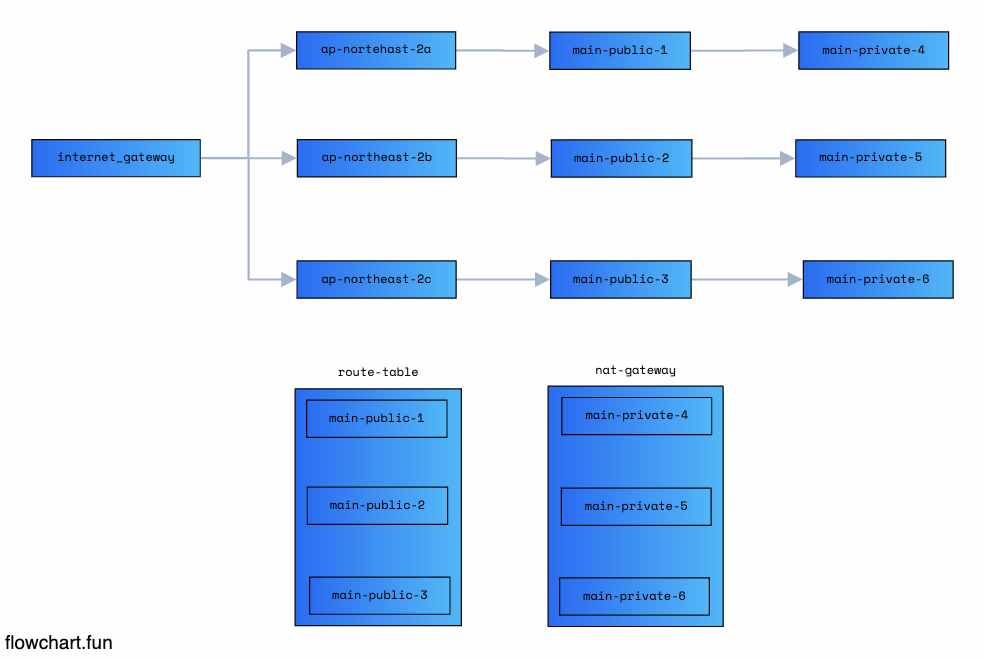 ap-nortehast-2a
main-public-1
main-private-4
internet_gateway
ap-northeast-2b
main-public-2
main-private-5
ap-northeast-2c
main-public-3
main-private-6
route-table
main-public-1
main-public-2
main-public-3
nat-gateway
main-private-4
main-private-5
main-private-6
flowchart.fun